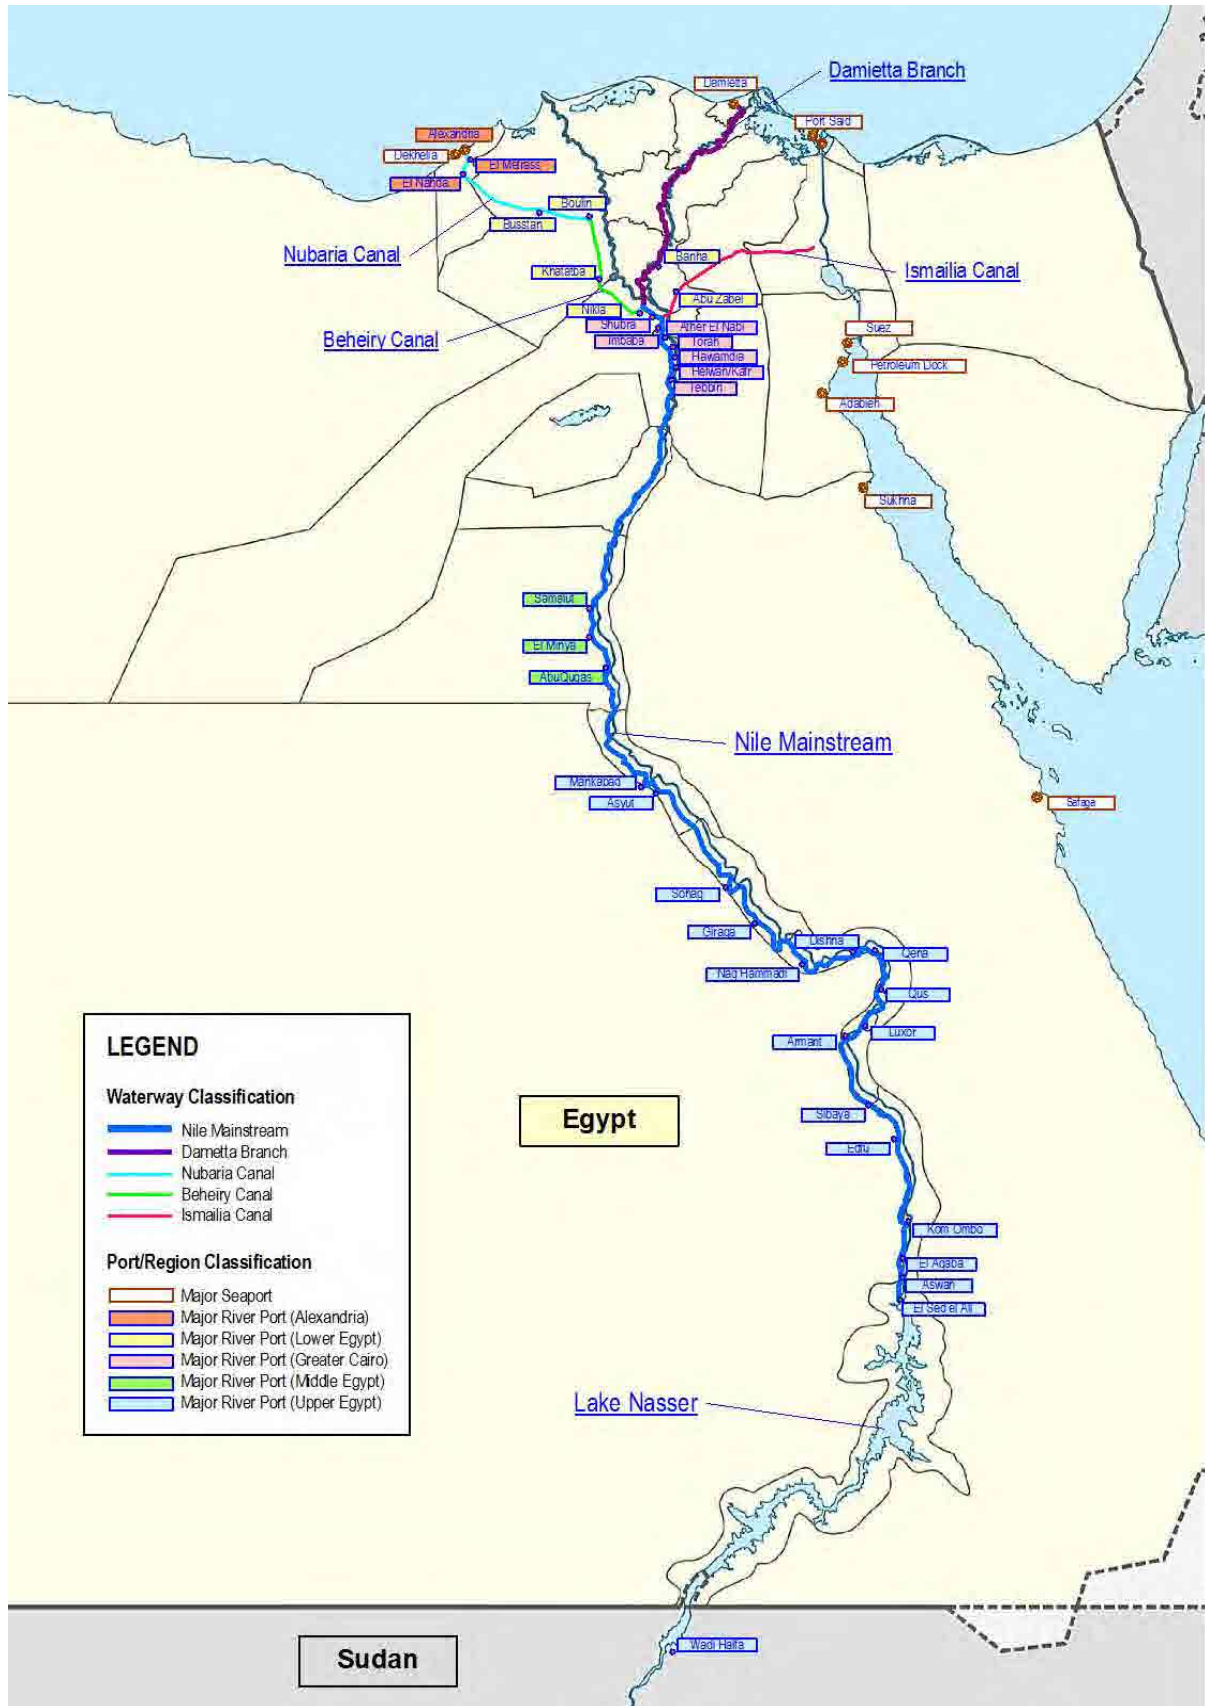 Damietta
Damietta Branch
Port Said
Alexandria
Dekhelia
El Melrass
El Nahda
Boulin
Busstan
Nubaria Canal
Banha
Ismailia Canal
Khatatba
Abu Zabel
Nikla
Beheiry Canal
Shubra
Ather El Nabi
Suez
Imbaba
Torah
Hawamdia
Petroleum Dock
Helwan/Kafr
Tebbin
Adabieh
Sukhna
Samalut
El Minya
AbuQuqas
Nile Mainstream
Mankabad
Asyut
Safaga
Sohag
Giraga
Dishna
Qena
Nag Hammadi
Qus
Luxor
Armant
Sibaya
Edfu
Egypt
Kom Ombo
El Aqaba
Aswan
El Sed el Ali
LEGEND
Waterway Classification
Nile Mainstream
Dametta Branch
Nubaria Canal
Beheiry Canal
Ismailia Canal
Port/Region Classification
Major Seaport
Major River Port (Alexandria)
Major River Port (Lower Egypt)
Major River Port (Greater Cairo)
Major River Port (Middle Egypt)
Major River Port (Upper Egypt)
Lake Nasser
Sudan
Wadi Halfa